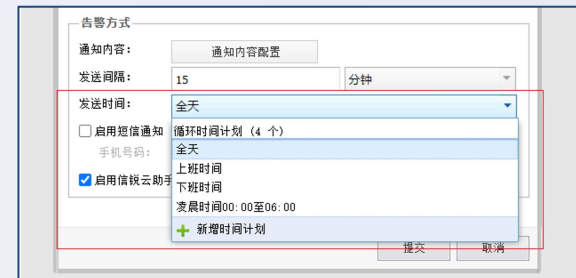 告警方式
通知内容： 通知内容配置
发送间隔： 15 分钟
发送时间： 全天
启用短信通知 循环时间计划（4 个）
手机号码： 全天
上班时间
启用信锐云助手 下班时间
凌晨时间00:00至06:00
新增时间计划
提交 取消